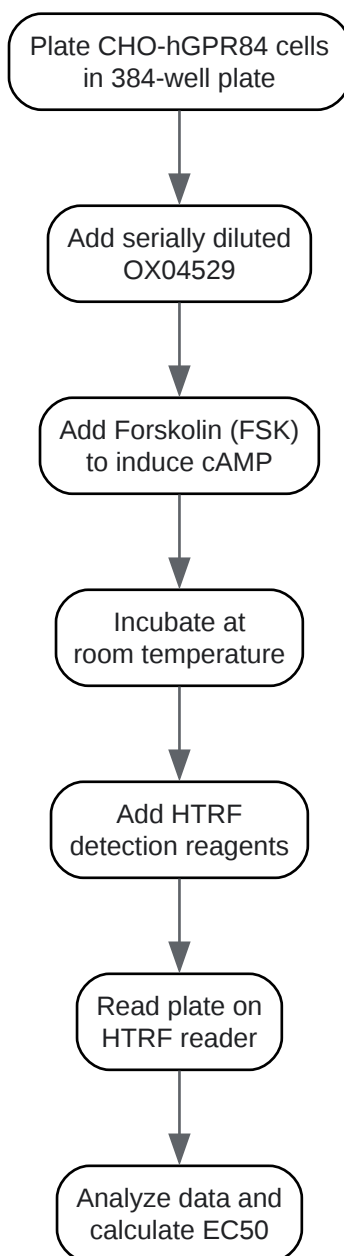 Plate CHO-hGPR84 cells
in 384-well plate
Add serially diluted
OX04529
Add Forskolin (FSK)
to induce cAMP
Incubate at
room temperature
Add HTRF
detection reagents
Read plate on
HTRF reader
Analyze data and
calculate EC50